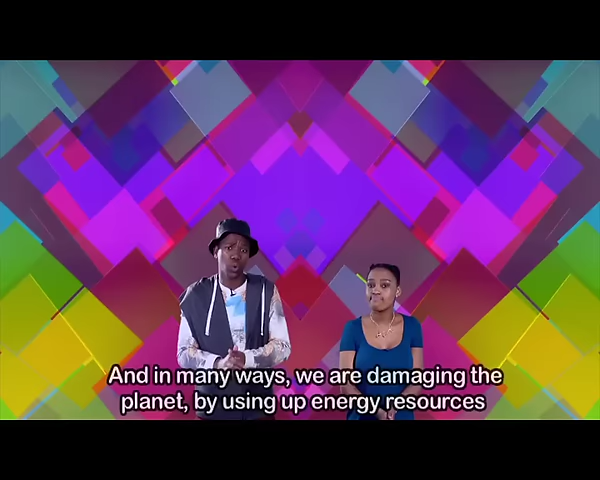 And in many ways, we are damaging the
planet, by using up energy resources